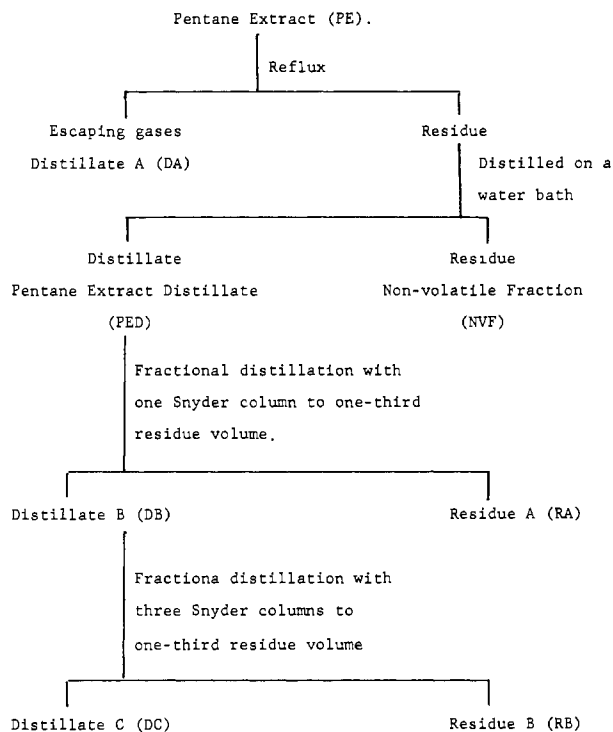 Pentane Extract (PE).
Reflux
Escaping gases
Distillate A (DA)
Residue
Distilled on a
water bath
Distillate
Pentane Extract Distillate
(PED)
Residue
Non-volatile Fraction
(NVF)
Fractional distillation with
one Snyder column to one-third
residue volume.
Distillate B (DB)
Residue A (RA)
Fractiona distillation with
three Snyder columns to
one-third residue volume
Distillate C (DC)
Residue B (RB)